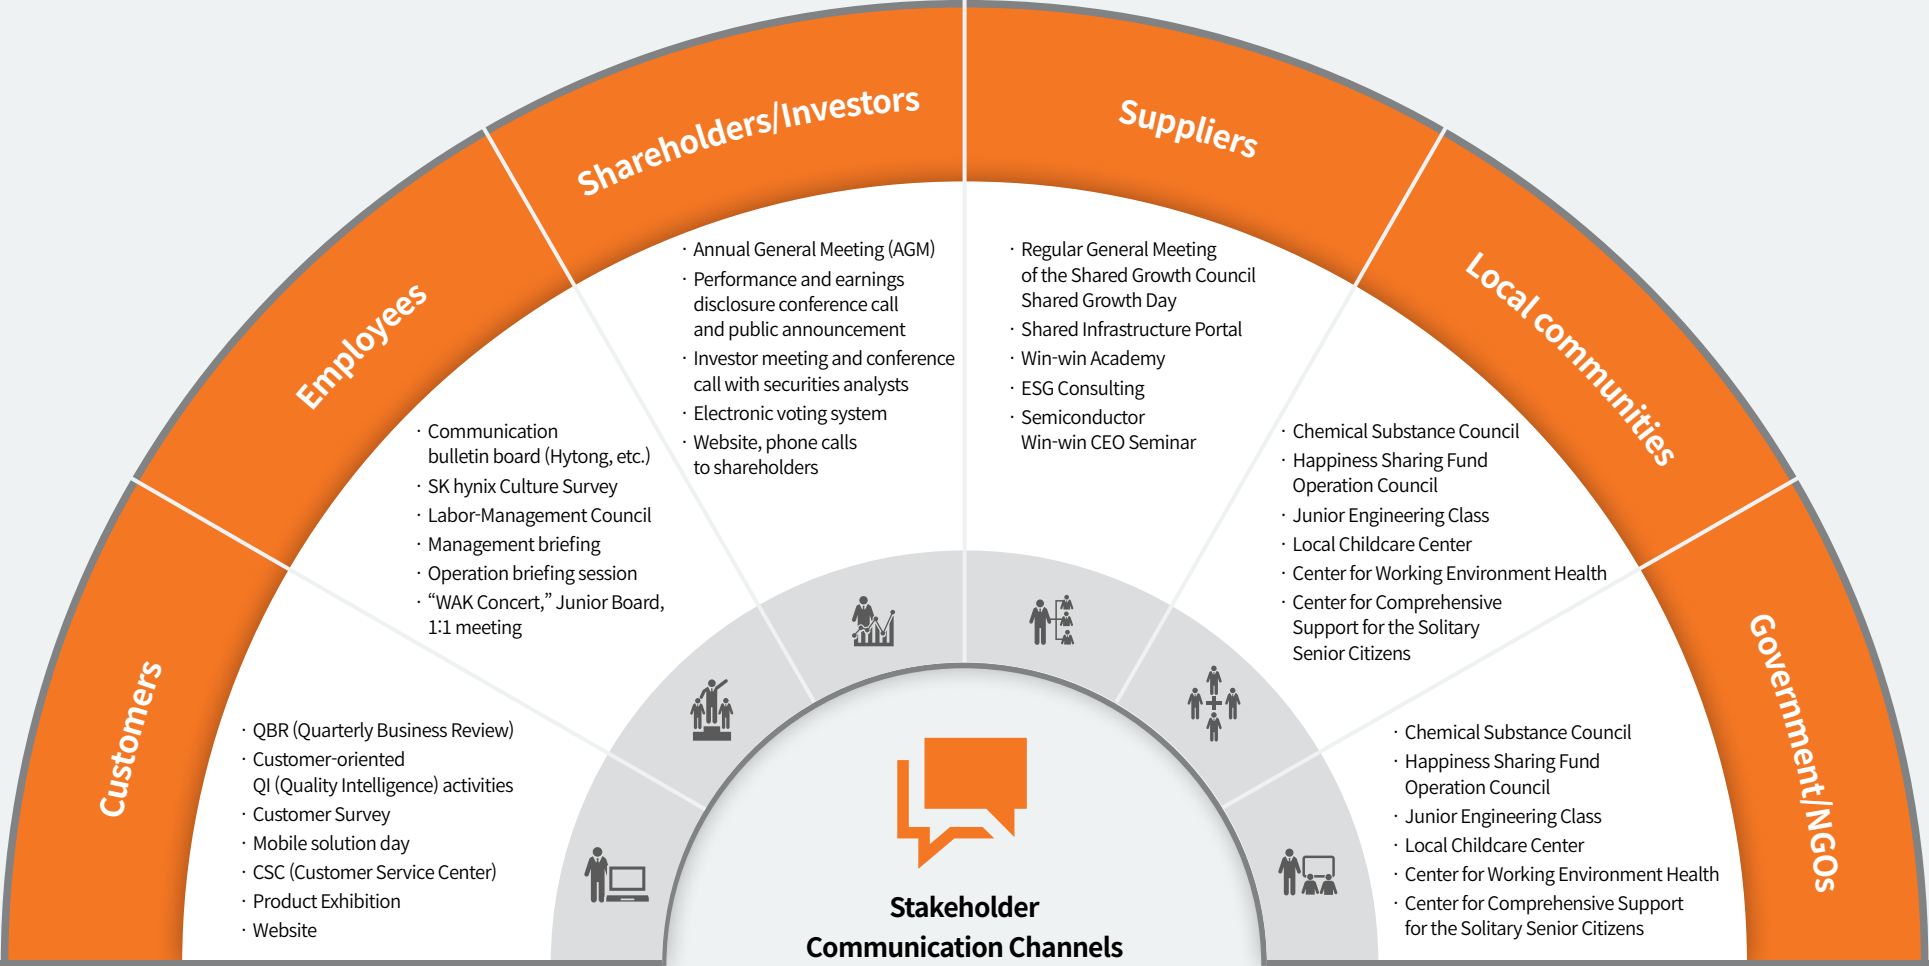 Customers
· QBR (Quarterly Business Review)
· Customer-oriented
QI (Quality Intelligence) activities
· Customer Survey
· Mobile solution day
· CSC (Customer Service Center)
· Product Exhibition
· Website
Employees
· Communication
bulletin board (Hytong, etc.)
· SK hynix Culture Survey
· Labor-Management Council
· Management briefing
· Operation briefing session
· “WAK Concert,” Junior Board,
1:1 meeting
Shareholders/Investors
· Annual General Meeting (AGM)
· Performance and earnings
disclosure conference call
and public announcement
· Investor meeting and conference
call with securities analysts
· Electronic voting system
· Website, phone calls
to shareholders
Suppliers
· Regular General Meeting
of the Shared Growth Council
Shared Growth Day
· Shared Infrastructure Portal
· Win-win Academy
· ESG Consulting
· Semiconductor
Win-win CEO Seminar
Local communities
· Chemical Substance Council
· Happiness Sharing Fund
Operation Council
· Junior Engineering Class
· Local Childcare Center
· Center for Working Environment Health
· Center for Comprehensive
Support for the Solitary
Senior Citizens
Government/NGOs
· Chemical Substance Council
· Happiness Sharing Fund
Operation Council
· Junior Engineering Class
· Local Childcare Center
· Center for Working Environment Health
· Center for Comprehensive Support
for the Solitary Senior Citizens
Stakeholder
Communication Channels